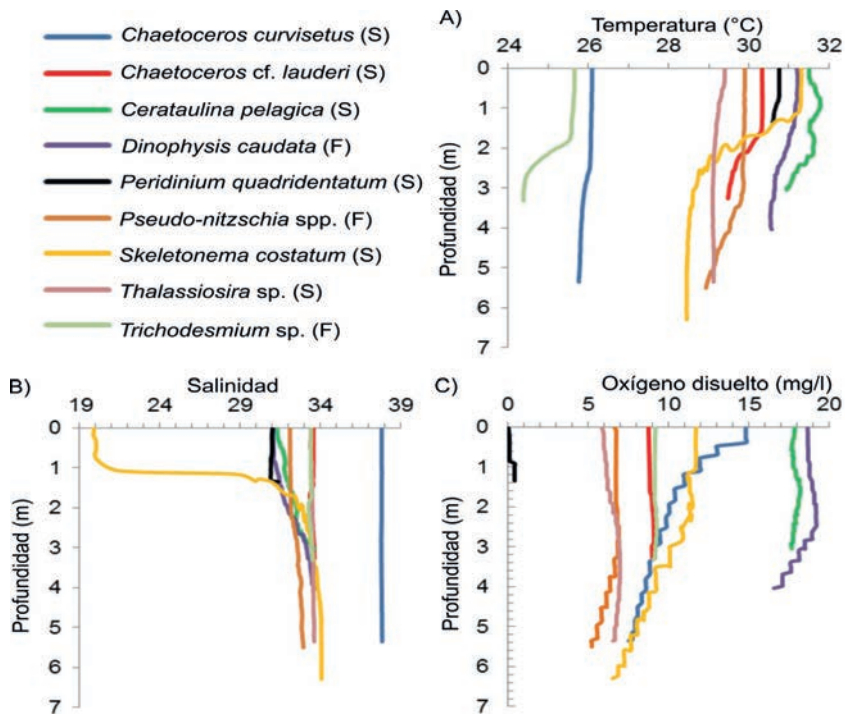 Chaetoceros curvisetus (S)
Chaetoceros cf. lauderi (S)
Cerataulina pelagica (S)
Dinophysis caudata (F)
Peridinium quadridentatum (S)
Pseudo-nitzschia spp. (F)
Skeletonema costatum (S)
Thalassiosira sp. (S)
Trichodesmium sp. (F)
A)
Temperatura (°C)
24 26 28 29 31 32
0
1
2
3
4
5
6
7
Profundidad (m)
B)
Salinidad
19 24 29 34 39
0
1
2
3
4
5
6
7
Profundidad (m)
C)
Oxígeno disuelto (mg/l)
0 5 10 15 20
0
1
2
3
4
5
6
7
Profundidad (m)